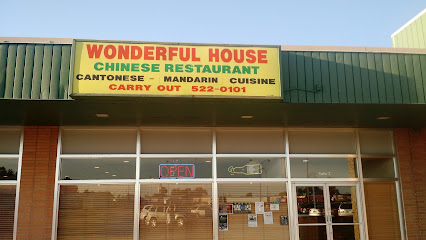 WONDERFUL HOUSE
CHINESE RESTAURANT
CANTONESE - MANDARIN CUISINE
CARRY OUT 522-0101
OPEN